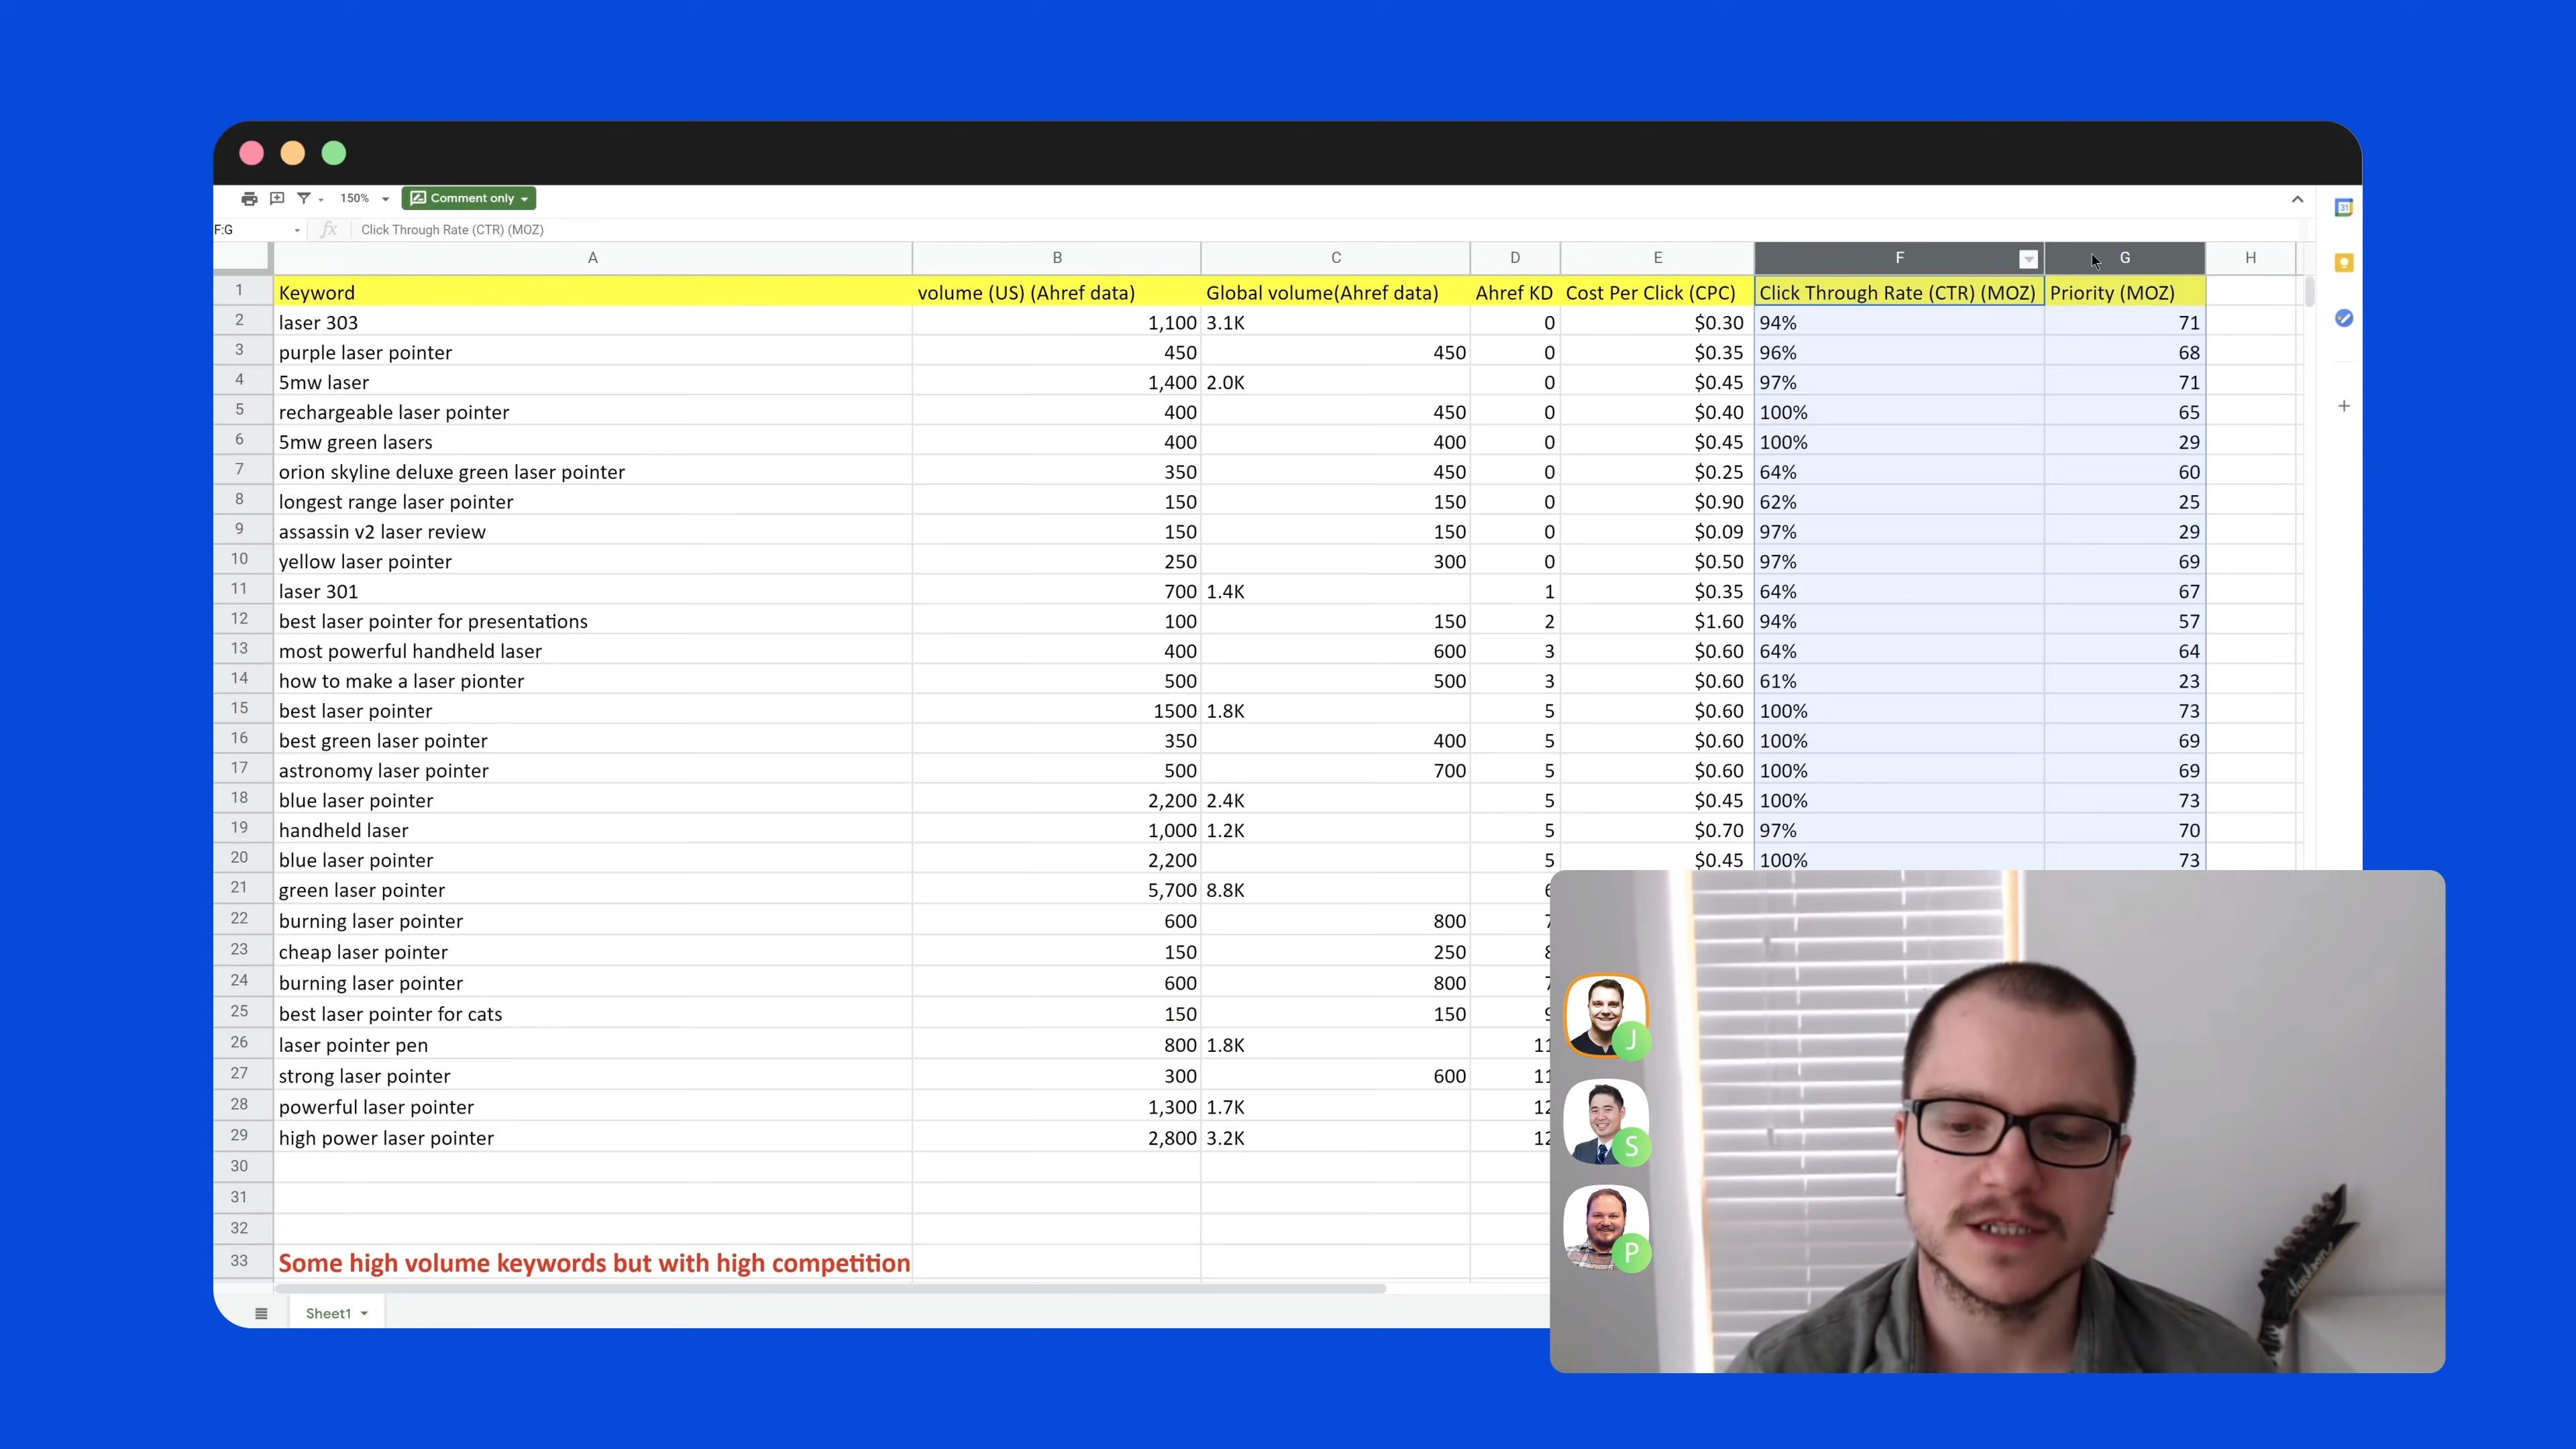 150% Comment only
31
F:G fx Click Through Rate (CTR) (MOZ)
A B C D E F G H
1 Keyword volume (US) (Ahref data) Global volume(Ahref data) Ahref KD Cost Per Click (CPC) Click Through Rate (CTR) (MOZ) Priority (MOZ)
2 laser 303 1,100 3.1K 0 $0.30 94% 71
3 purple laser pointer 450 450 0 $0.35 96% 68
4 5mw laser 1,400 2.0K 0 $0.45 97% 71
5 rechargeable laser pointer 400 450 0 $0.40 100% 65
6 5mw green lasers 400 400 0 $0.45 100% 29
7 orion skyline deluxe green laser pointer 350 450 0 $0.25 64% 60
8 longest range laser pointer 150 150 0 $0.90 62% 25
9 assassin v2 laser review 150 150 0 $0.09 97% 29
10 yellow laser pointer 250 300 0 $0.50 97% 69
11 laser 301 700 1.4K 1 $0.35 64% 67
12 best laser pointer for presentations 100 150 2 $1.60 94% 57
13 most powerful handheld laser 400 600 3 $0.60 64% 64
14 how to make a laser pionter 500 500 3 $0.60 61% 23
15 best laser pointer 1500 1.8K 5 $0.60 100% 73
16 best green laser pointer 350 400 5 $0.60 100% 69
17 astronomy laser pointer 500 700 5 $0.60 100% 69
18 blue laser pointer 2,200 2.4K 5 $0.45 100% 73
19 handheld laser 1,000 1.2K 5 $0.70 97% 70
20 blue laser pointer 2,200 5 $0.45 100% 73
21 green laser pointer 5,700 8.8K
22 burning laser pointer 600 800
23 cheap laser pointer 150 250
24 burning laser pointer 600 800
25 best laser pointer for cats 150 150
26 laser pointer pen 800 1.8K 11
27 strong laser pointer 300 600 11
28 powerful laser pointer 1,300 1.7K 12
29 high power laser pointer 2,800 3.2K 12
30
31
32
33 Some high volume keywords but with high competition
Sheet1
J
S
P
Jackson